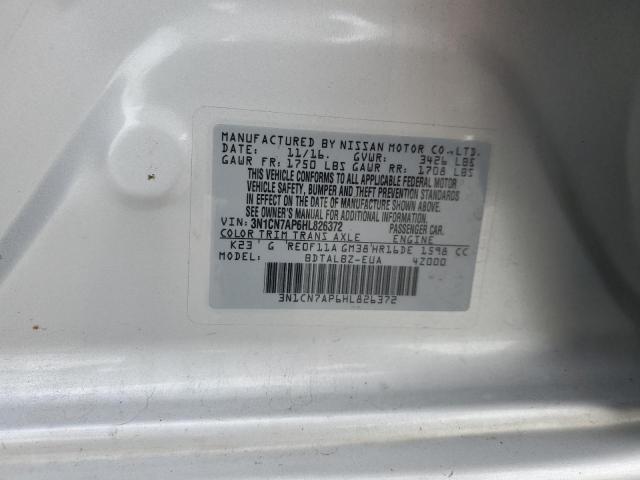 MANUFACTURED BY NISSAN MOTOR CO.,LTD.
DATE: 11/16. GVWR: 3426 LBS
GAWR FR: 1750 LBS GAWR RR: 1708 LBS
THIS VEHICLE CONFORMS TO ALL APPLICABLE FEDERAL MOTOR
VEHICLE SAFETY, BUMPER AND THEFT PREVENTION STANDARDS
IN EFFECT ON THE DATE OF MANUFACTURE SHOWN ABOVE.
SEE OWNER'S MANUAL FOR ADDITIONAL INFORMATION.
VIN: 3N1CN7AP6HL826372 PASSENGER CAR
COLOR TRIM TRANS AXLE ENGINE
K23 G RE0F11A GM38 HR16DE 1598 CC
MODEL: BDTALBZ-EUA 42000
3N1CN7AP6HL826372